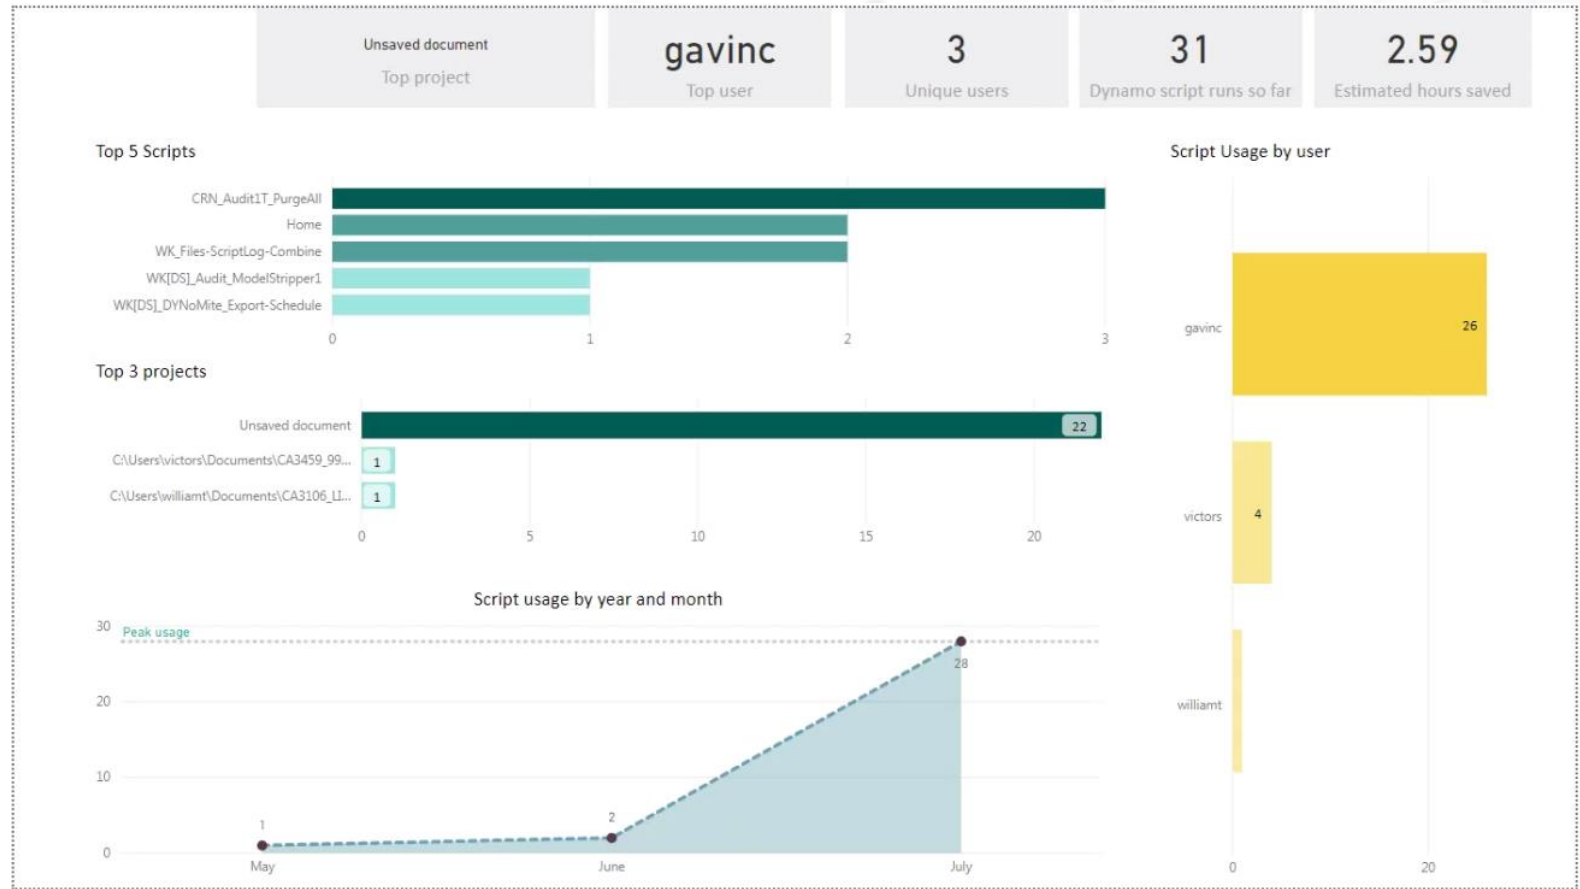 Unsaved document
Top project
gavinc
Top user
3
Unique users
31
Dynamo script runs so far
2.59
Estimated hours saved
Top 5 Scripts
CRN_Audit1T_PurgeAll
Home
WK_Files-ScriptLog-Combine
WK[DS]_Audit_ModelStripper1
WK[DS]_DYNoMite_Export-Schedule
0 1 2 3
Top 3 projects
Unsaved document 22
C:\Users\victors\Documents\CA3459_99... 1
C:\Users\williamt\Documents\CA3106_LI... 1
0 5 10 15 20
Script usage by year and month
30
Peak usage
28
20
10
1
2
0
May June July
Script Usage by user
gavinc 26
victors 4
williamt
0 20